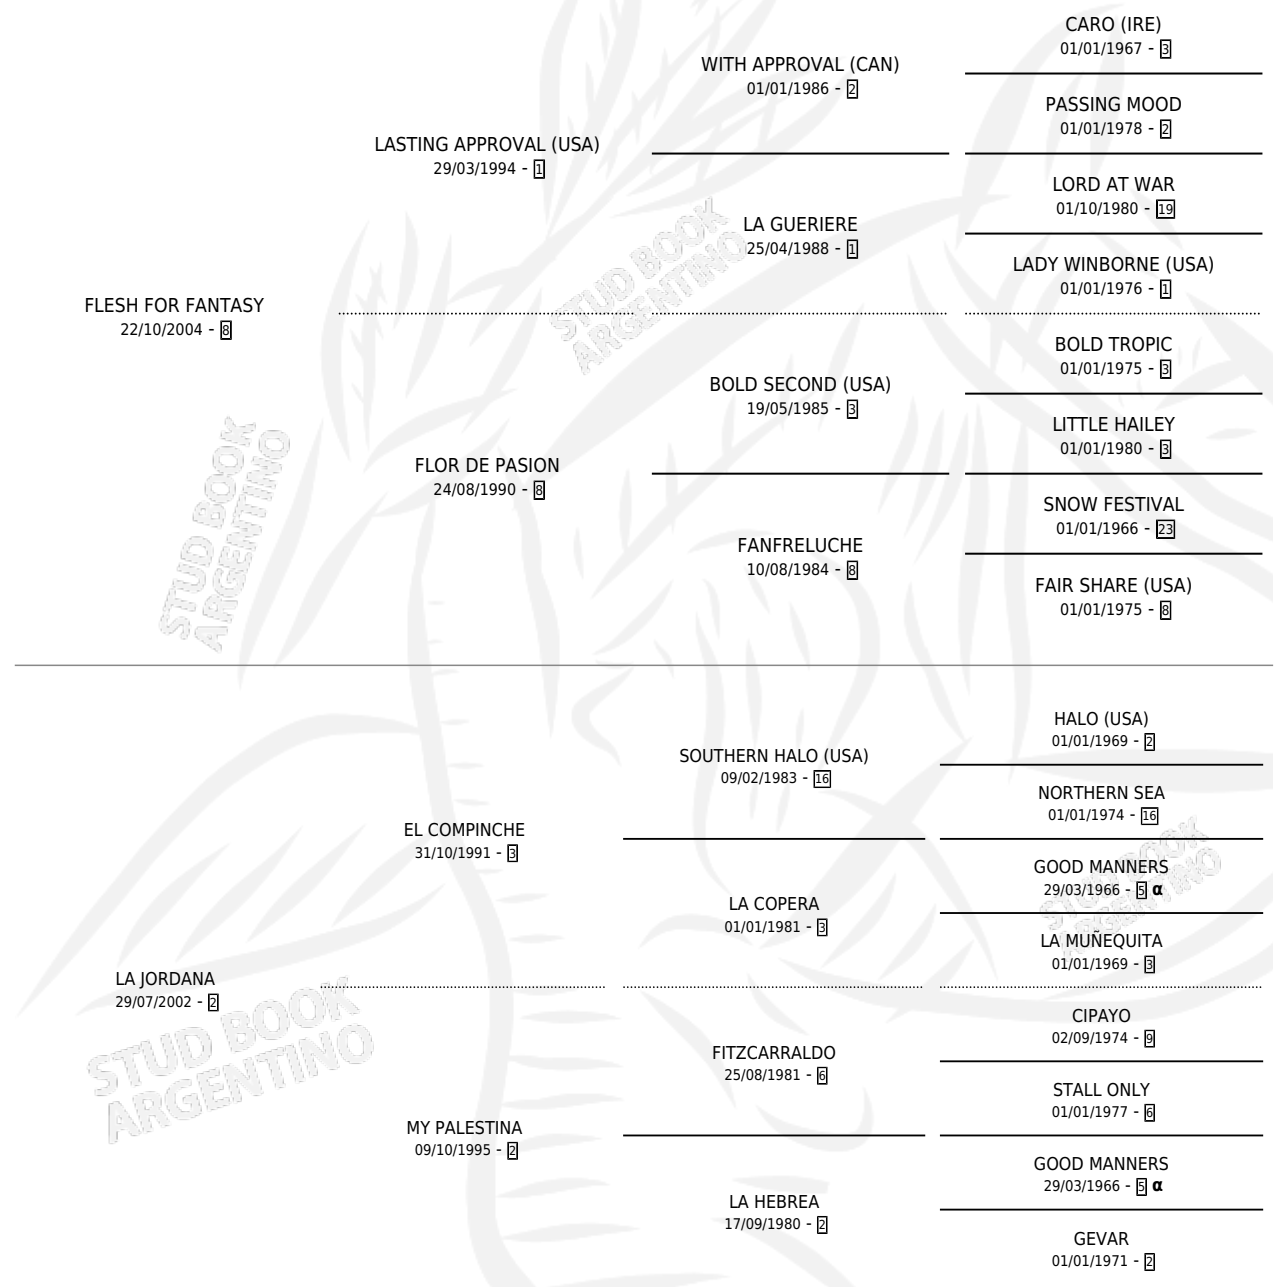 CARO (IRE)
01/01/1967 - 3
WITH APPROVAL (CAN)
01/01/1986 - 2
PASSING MOOD
01/01/1978 - 2
LASTING APPROVAL (USA)
29/03/1994 - 1
LORD AT WAR
01/10/1980 - 19
LA GUERIERE
25/04/1988 - 1
LADY WINBORNE (USA)
01/01/1976 - 1
FLESH FOR FANTASY
22/10/2004 - 8
BOLD TROPIC
01/01/1975 - 3
BOLD SECOND (USA)
19/05/1985 - 3
LITTLE HAILEY
01/01/1980 - 3
FLOR DE PASION
24/08/1990 - 8
SNOW FESTIVAL
01/01/1966 - 23
FANFRELUCHE
10/08/1984 - 8
FAIR SHARE (USA)
01/01/1975 - 8
HALO (USA)
01/01/1969 - 2
SOUTHERN HALO (USA)
09/02/1983 - 16
NORTHERN SEA
01/01/1974 - 16
EL COMPINCHE
31/10/1991 - 3
GOOD MANNERS
29/03/1966 - 5 α
LA COPERA
01/01/1981 - 3
LA MUÑEQUITA
01/01/1969 - 3
LA JORDANA
29/07/2002 - 2
CIPAYO
02/09/1974 - 9
FITZCARRALDO
25/08/1981 - 6
STALL ONLY
01/01/1977 - 6
MY PALESTINA
09/10/1995 - 2
GOOD MANNERS
29/03/1966 - 5 α
LA HEBREA
17/09/1980 - 2
GEVAR
01/01/1971 - 2
STUD BOOK
ARGENTINO
STUD BOOK
ARGENTINO
STUD BOOK
ARGENTINO
STUD BOOK
ARGENTINO